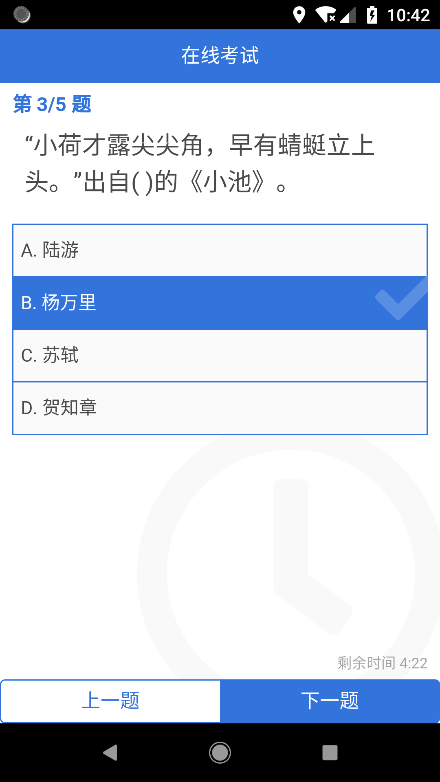 10:42
在线考试
第 3/5 题
“小荷才露尖尖角，早有蜻蜓立上
头。”出自( )的《小池》。
A. 陆游
B. 杨万里
C. 苏轼
D. 贺知章
剩余时间 4:22
上一题
下一题